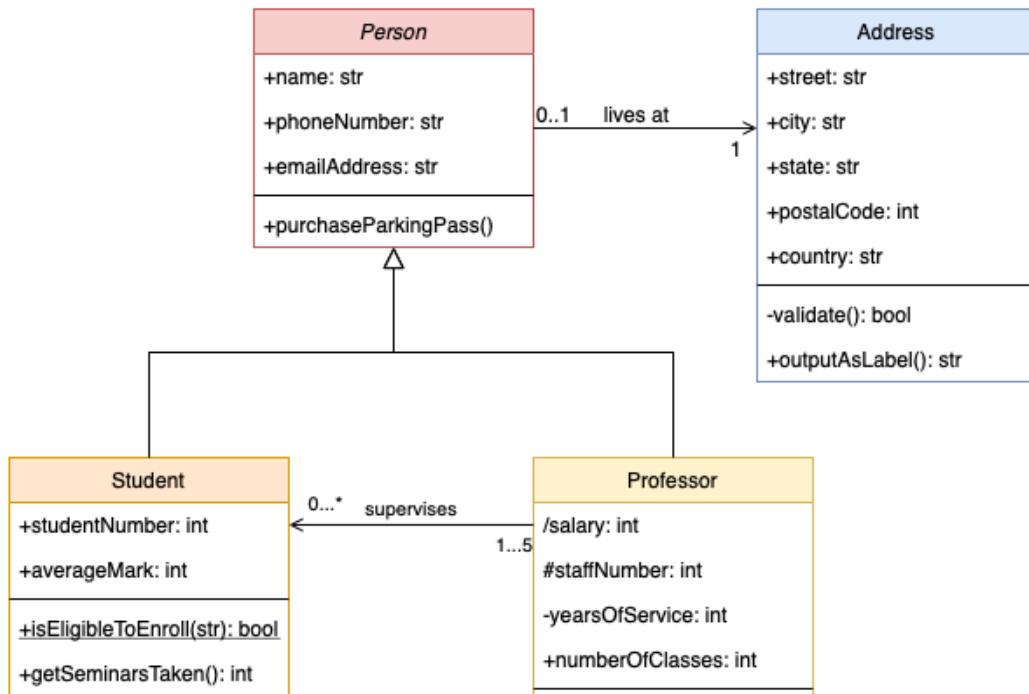 Person
+name: str
+phoneNumber: str
+emailAddress: str
+purchaseParkingPass()
0..1 lives at
1
Address
+street: str
+city: str
+state: str
+postalCode: int
+country: str
-validate(): bool
+outputAsLabel(): str
Student
+studentNumber: int
+averageMark: int
+isEligibleToEnroll(str): bool
+getSeminarsTaken(): int
0...* supervises
1...5
Professor
/salary: int
#staffNumber: int
-yearsOfService: int
+numberOfClasses: int